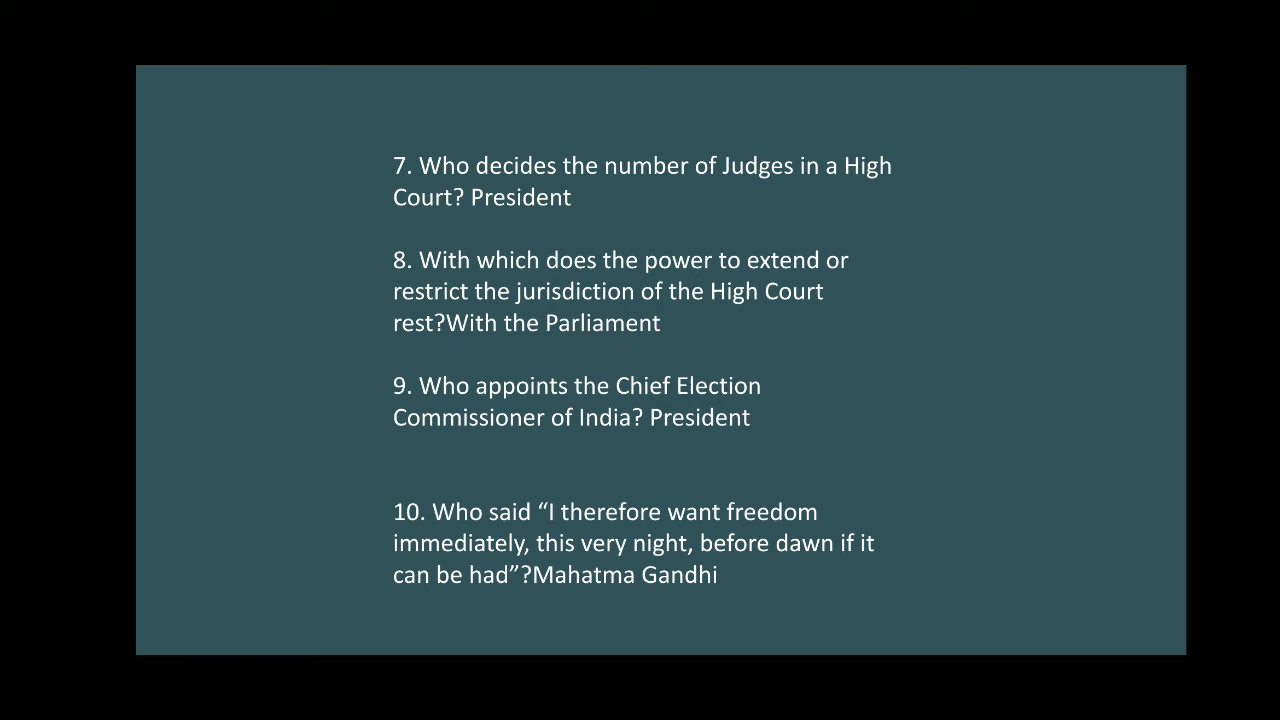 7. Who decides the number of Judges in a High
Court? President
8. With which does the power to extend or
restrict the jurisdiction of the High Court
rest?With the Parliament
9. Who appoints the Chief Election
Commissioner of India? President
10. Who said “I therefore want freedom
immediately, this very night, before dawn if it
can be had”?Mahatma Gandhi